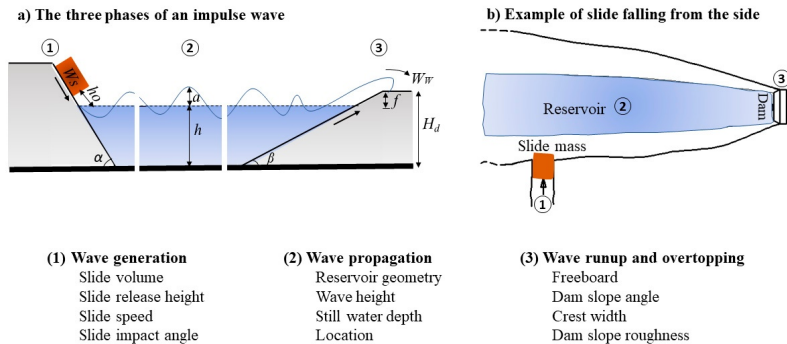 a) The three phases of an impulse wave
b) Example of slide falling from the side
1
2
3
Ws
ho
a
h
α
β
f
Ww
Hd
Reservoir 2
Dam
3
Slide mass
1
(1) Wave generation
Slide volume
Slide release height
Slide speed
Slide impact angle
(2) Wave propagation
Reservoir geometry
Wave height
Still water depth
Location
(3) Wave runup and overtopping
Freeboard
Dam slope angle
Crest width
Dam slope roughness